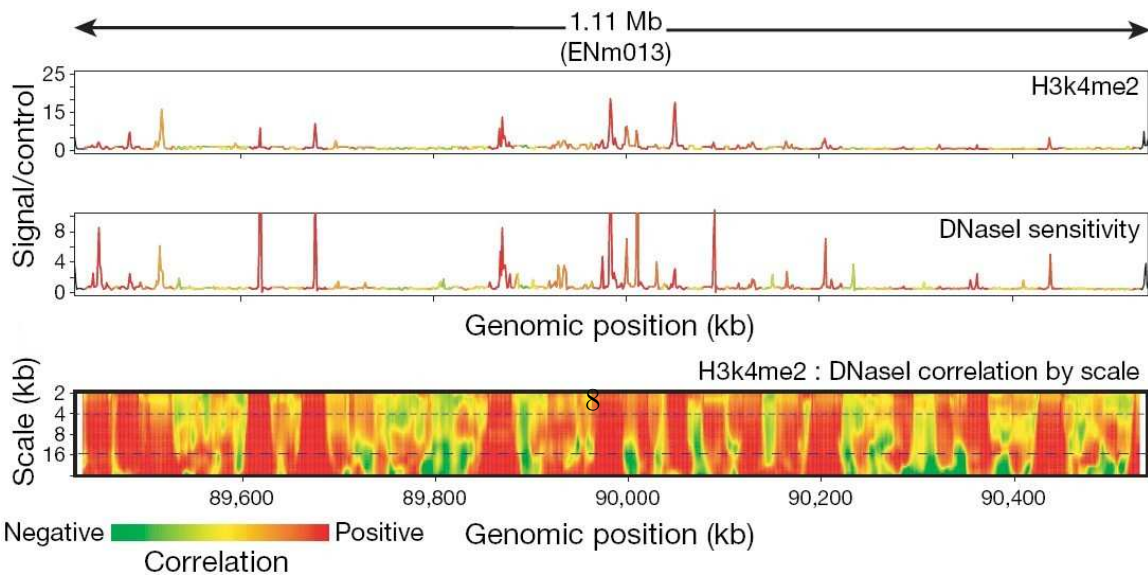 1.11 Mb
(ENm013)
25
15
0
H3k4me2
Signal/control
8
4
0
DNaseI sensitivity
Genomic position (kb)
H3k4me2 : DNaseI correlation by scale
Scale (kb)
2
4
8
16
8
89,600 89,800 90,000 90,200 90,400
Negative Positive
Correlation
Genomic position (kb)